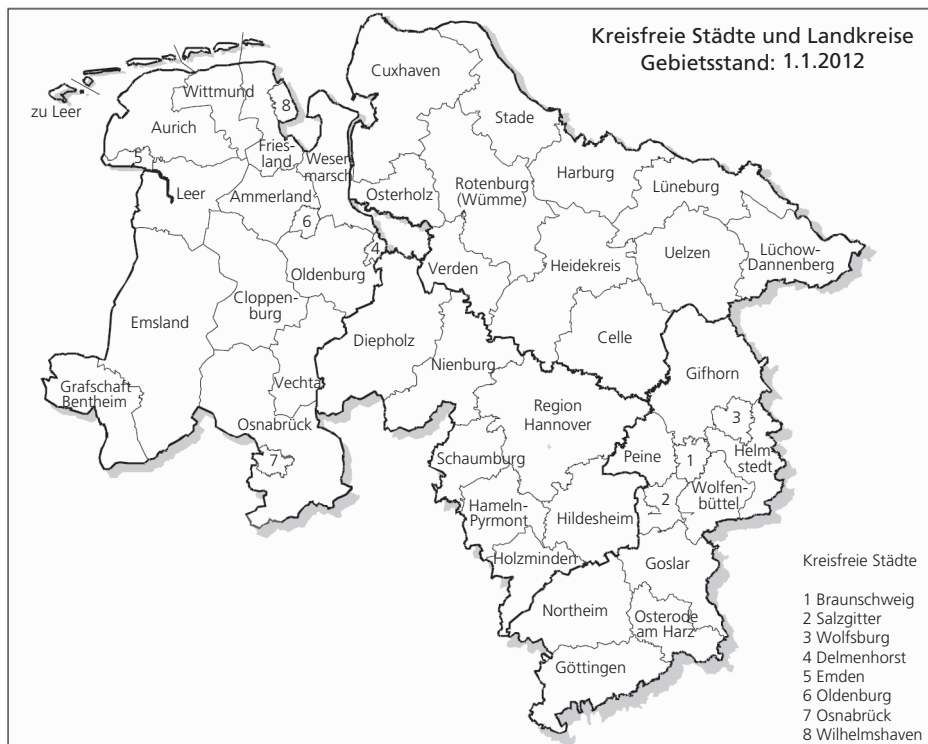 Kreisfreie Städte und Landkreise
Gebietsstand: 1.1.2012
Cuxhaven
Wittmund
zu Leer
8
Stade
Aurich
Fries-
land
Weser-
marsch
5
Harburg
Leer
Ammerland
Osterholz
Rotenburg
(Wümme)
Lüneburg
6
4
Oldenburg
Verden
Heidekreis
Uelzen
Lüchow-
Dannenberg
Cloppen-
burg
Emsland
Diepholz
Celle
Nienburg
Gifhorn
Grafschaft
Bentheim
Vechta
Region
Hannover
Osnabrück
3
7
Schaumburg
Peine
1
Helm-
stedt
Hameln-
Pyrmont
Hildesheim
2
Wolfen-
büttel
Holzminden
Goslar
Northeim
Osterode
am Harz
Göttingen
Kreisfreie Städte
1 Braunschweig
2 Salzgitter
3 Wolfsburg
4 Delmenhorst
5 Emden
6 Oldenburg
7 Osnabrück
8 Wilhelmshaven